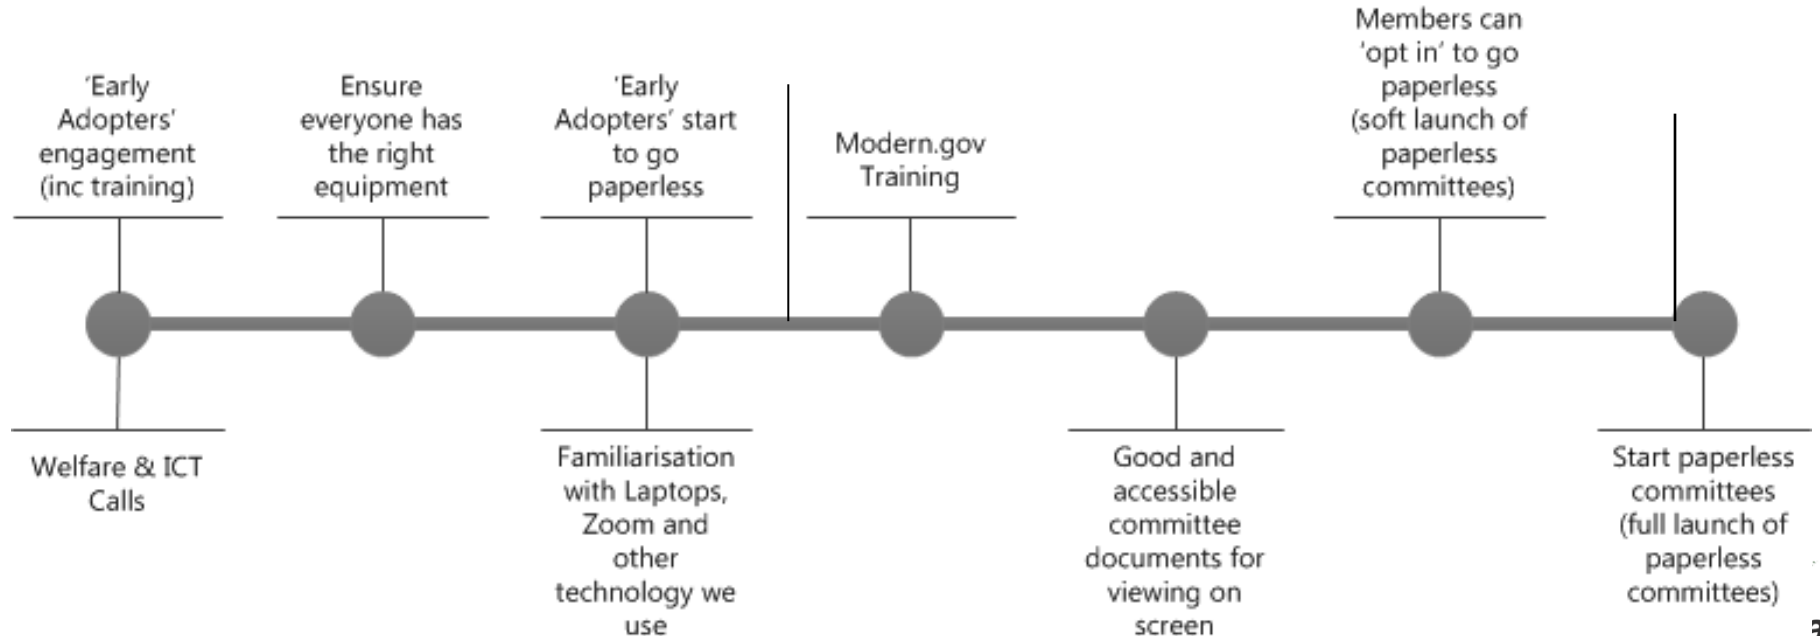 ‘Early
Adopters’
engagement
(inc training)
Ensure
everyone has
the right
equipment
‘Early
Adopters’ start
to go
paperless
Modern.gov
Training
Members can
‘opt in’ to go
paperless
(soft launch of
paperless
committees)
Welfare & ICT
Calls
Familiarisation
with Laptops,
Zoom and
other
technology we
use
Good and
accessible
committee
documents for
viewing on
screen
Start paperless
committees
(full launch of
paperless
committees)